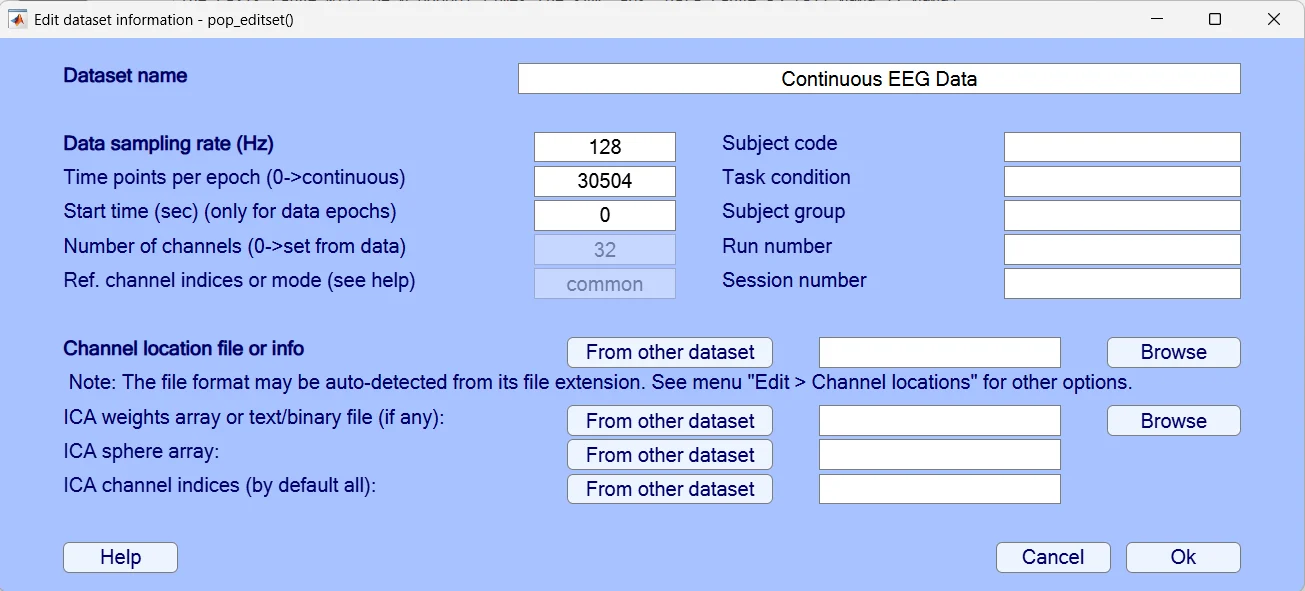 Edit dataset information - pop_editset()
Dataset name Continuous EEG Data
Data sampling rate (Hz) 128 Subject code
Time points per epoch (0->continuous) 30504 Task condition
Start time (sec) (only for data epochs) 0 Subject group
Number of channels (0->set from data) 32 Run number
Ref. channel indices or mode (see help) common Session number
Channel location file or info From other dataset Browse
Note: The file format may be auto-detected from its file extension. See menu "Edit > Channel locations" for other options.
ICA weights array or text/binary file (if any): From other dataset Browse
ICA sphere array: From other dataset
ICA channel indices (by default all): From other dataset
Help Cancel Ok